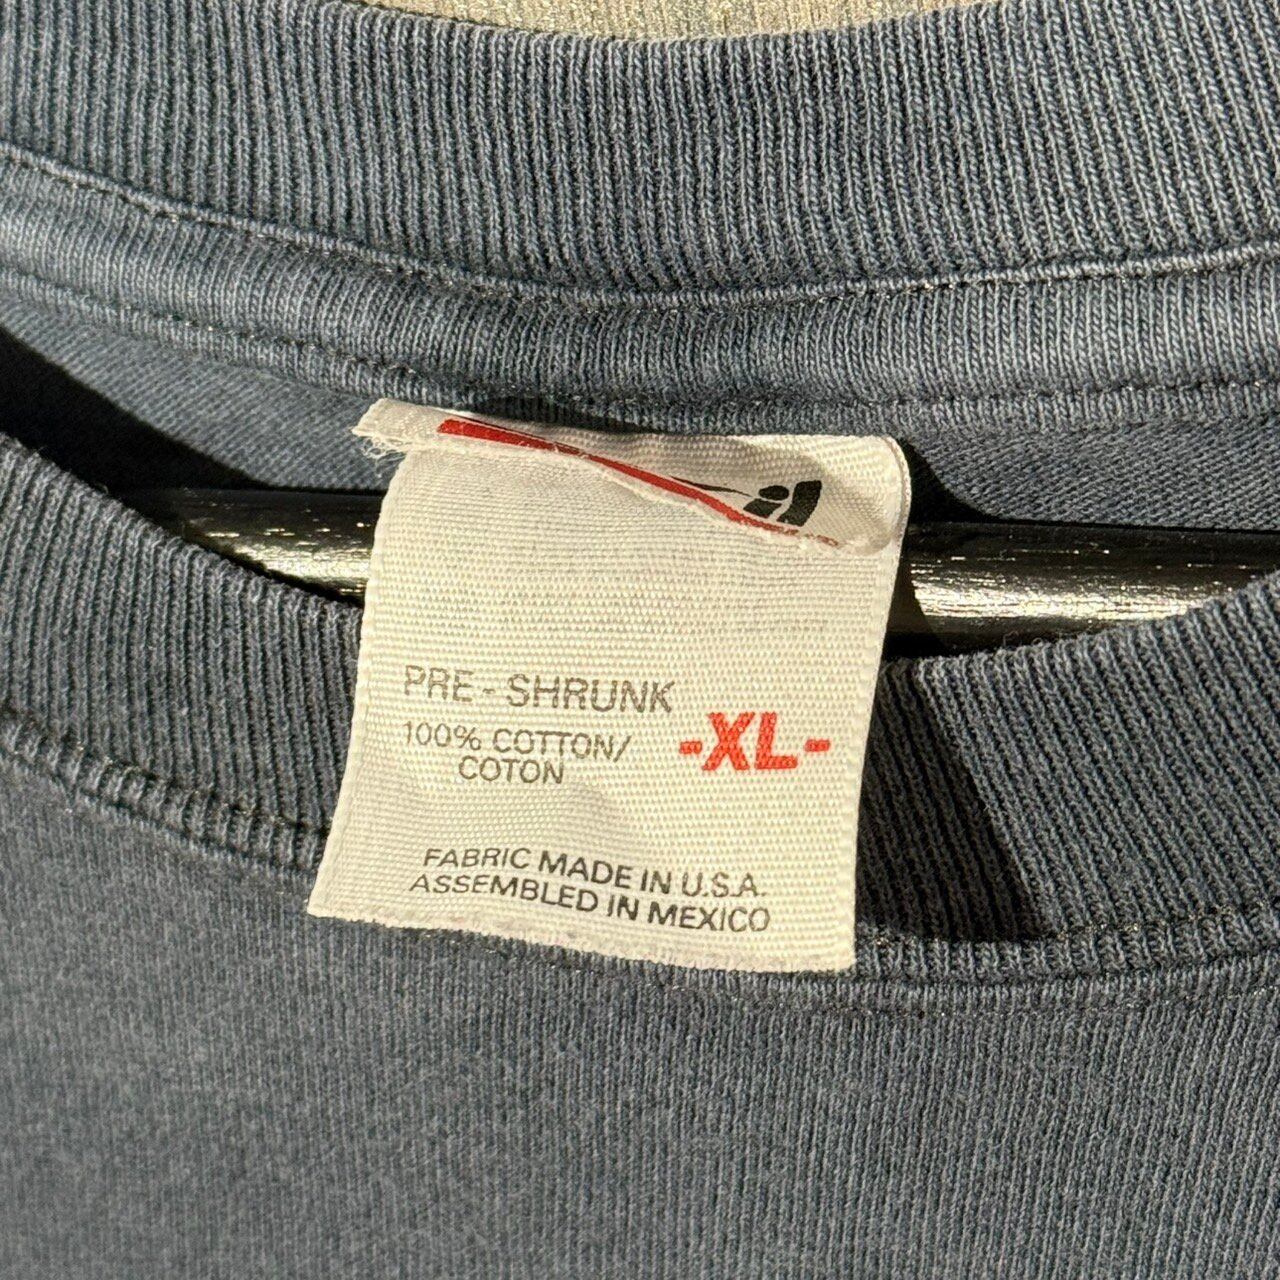 PRE - SHRUNK
100% COTTON/
COTON
-XL-
FABRIC MADE IN U.S.A.
ASSEMBLED IN MEXICO